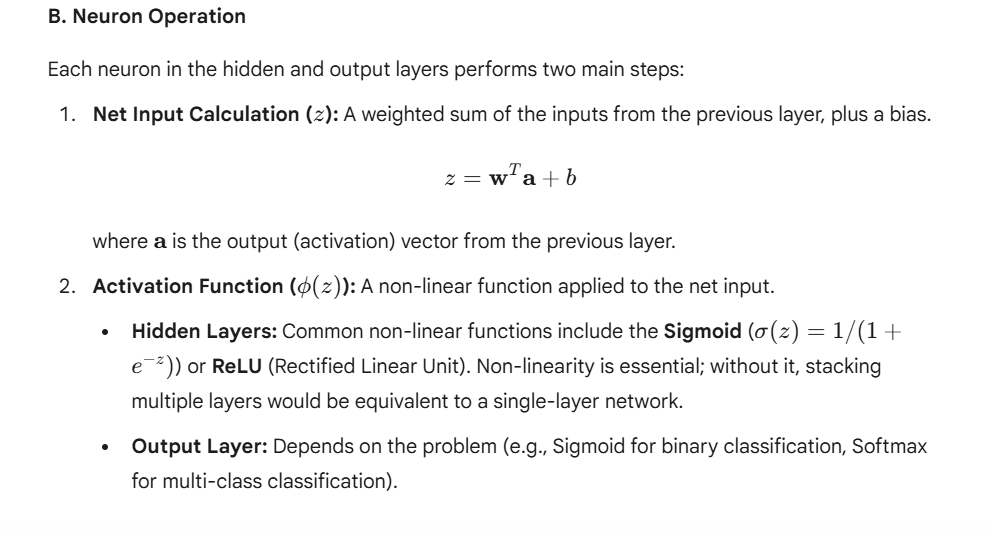 B. Neuron Operation
Each neuron in the hidden and output layers performs two main steps:
1. Net Input Calculation (z): A weighted sum of the inputs from the previous layer, plus a bias.
z = w^T a + b
where a is the output (activation) vector from the previous layer.
2. Activation Function (ϕ(z)): A non-linear function applied to the net input.
• Hidden Layers: Common non-linear functions include the Sigmoid (σ(z) = 1/(1 +
e^{−z})) or ReLU (Rectified Linear Unit). Non-linearity is essential; without it, stacking
multiple layers would be equivalent to a single-layer network.
• Output Layer: Depends on the problem (e.g., Sigmoid for binary classification, Softmax
for multi-class classification).